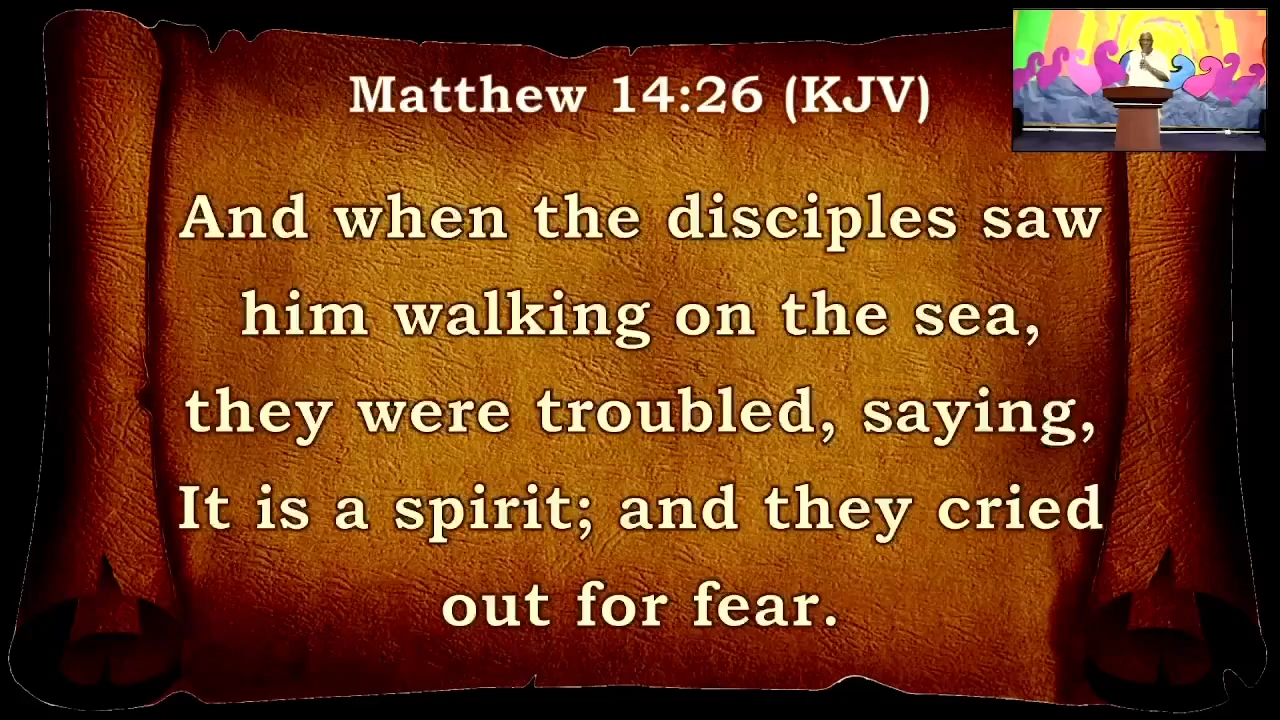 Matthew 14:26 (KJV)
And when the disciples saw
him walking on the sea,
they were troubled, saying,
It is a spirit; and they cried
out for fear.